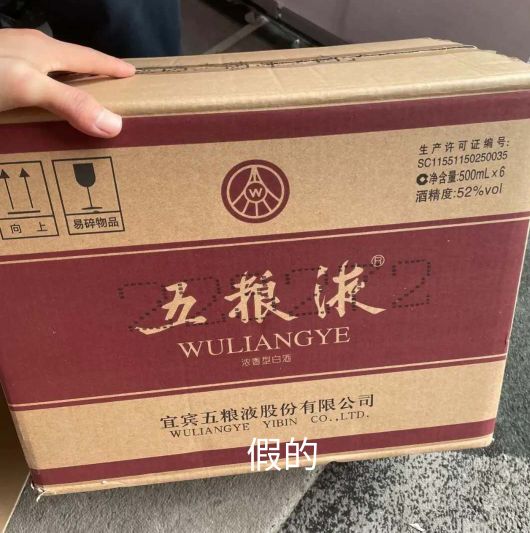 生产许可证编号:
SC11551150250035
净含量:500mL×6
酒精度:52%vol
向上
易碎物品
W
五粮液®
WULIANGYE
浓香型白酒
宜宾五粮液股份有限公司
WULIANGYE YIBIN CO.,LTD.
假的